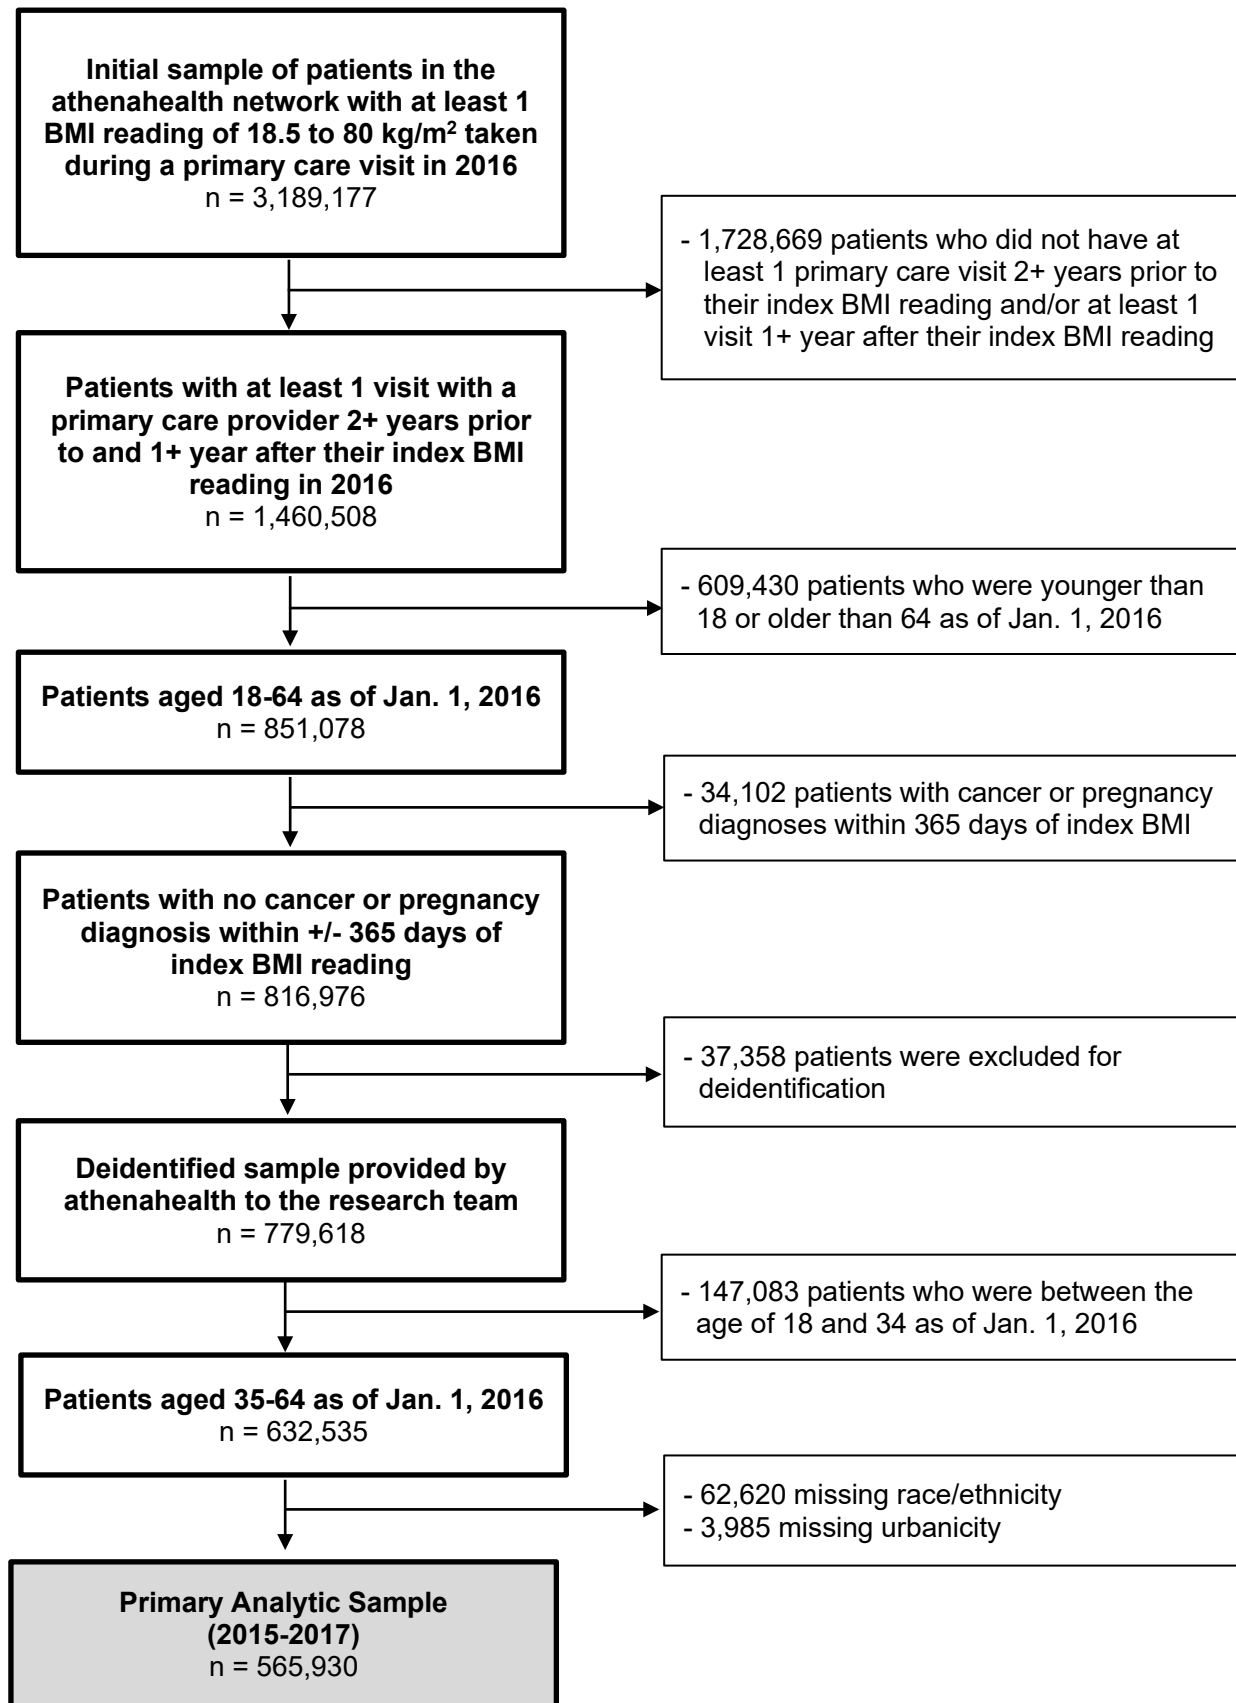 Initial sample of patients in the
athenahealth network with at least 1
BMI reading of 18.5 to 80 kg/m² taken
during a primary care visit in 2016
n = 3,189,177
- 1,728,669 patients who did not have at
least 1 primary care visit 2+ years prior to
their index BMI reading and/or at least 1
visit 1+ year after their index BMI reading
Patients with at least 1 visit with a
primary care provider 2+ years prior
to and 1+ year after their index BMI
reading in 2016
n = 1,460,508
- 609,430 patients who were younger than
18 or older than 64 as of Jan. 1, 2016
Patients aged 18-64 as of Jan. 1, 2016
n = 851,078
- 34,102 patients with cancer or pregnancy
diagnoses within 365 days of index BMI
Patients with no cancer or pregnancy
diagnosis within +/- 365 days of
index BMI reading
n = 816,976
- 37,358 patients were excluded for
deidentification
Deidentified sample provided by
athenahealth to the research team
n = 779,618
- 147,083 patients who were between the
age of 18 and 34 as of Jan. 1, 2016
Patients aged 35-64 as of Jan. 1, 2016
n = 632,535
- 62,620 missing race/ethnicity
- 3,985 missing urbanicity
Primary Analytic Sample
(2015-2017)
n = 565,930